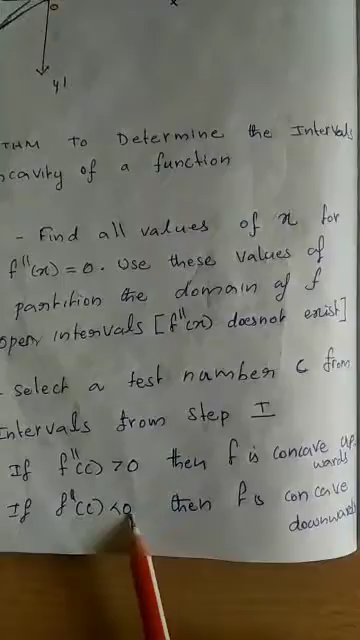 x
y1
THM to Determine the Intervals
ncavity of a function
- Find all values of x for
f"(x) = 0. Use these values of
partition the domain of f
open intervals [f"(x) doesnot exist]
- Select a test number c from
Intervals from step I
If f"(c) > 0 then f is concave up-
wards
If f"(c) < 0 then f is concave
downwards